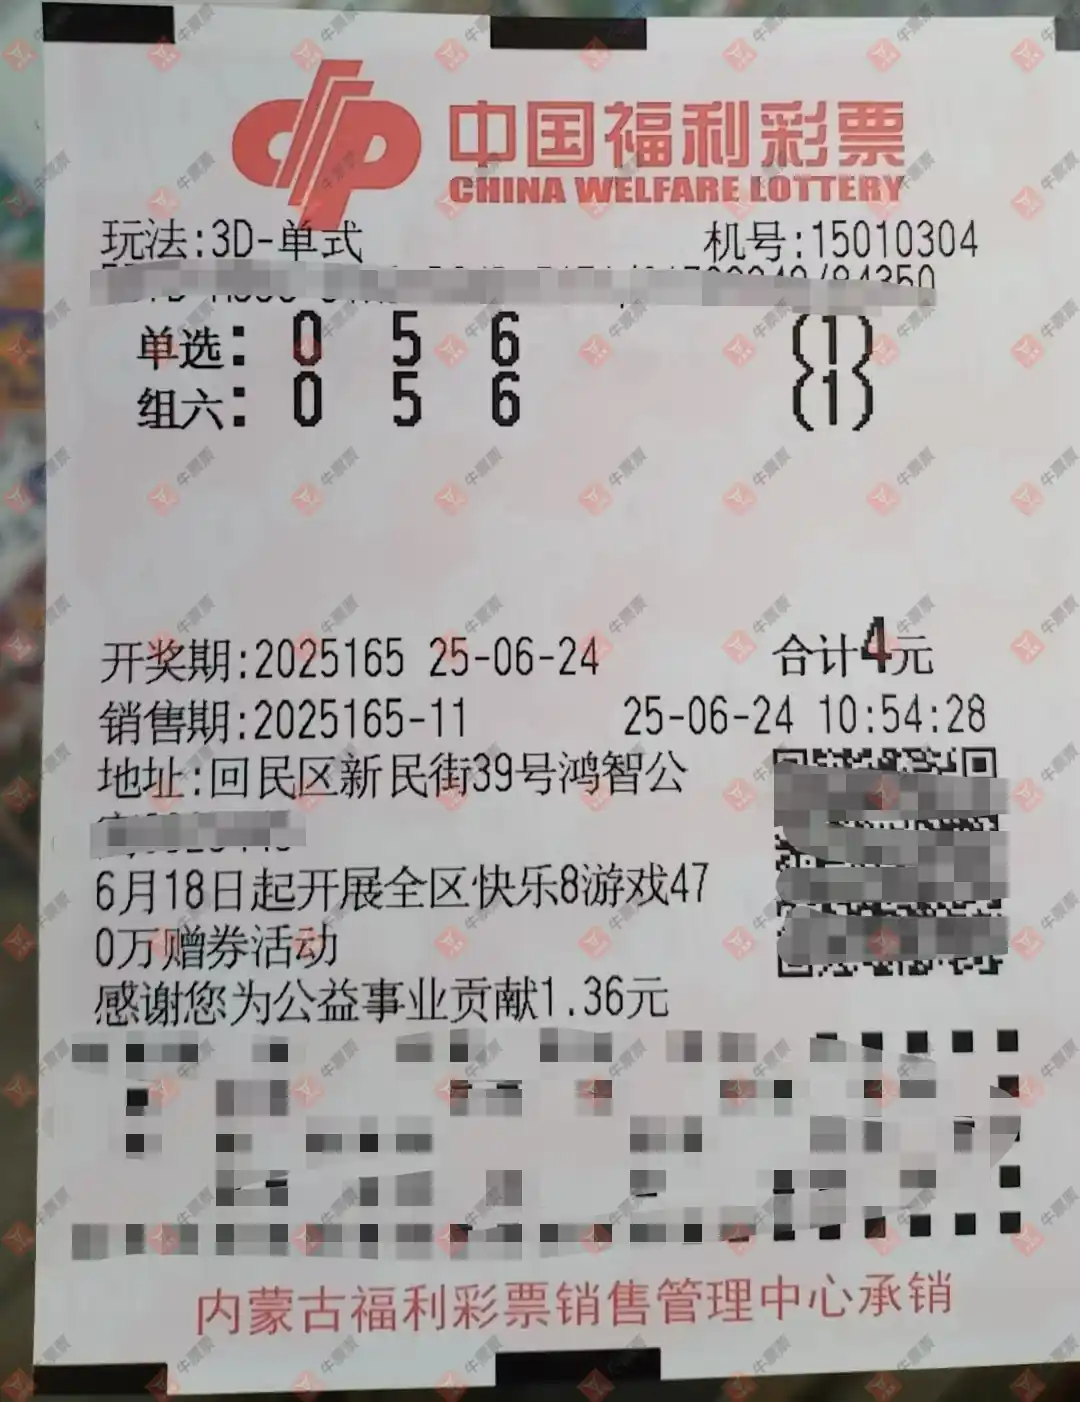 中国福利彩票
CHINA WELFARE LOTTERY
玩法:3D-单式 机号:15010304
单选: 0 5 6 (1)
组六: 0 5 6 (1)
开奖期:2025165 25-06-24 合计4元
销售期:2025165-11 25-06-24 10:54:28
地址:回民区新民街39号鸿智公
6月18日起开展全区快乐8游戏47
0万赠券活动
感谢您为公益事业贡献1.36元
内蒙古福利彩票销售管理中心承销
牛票票